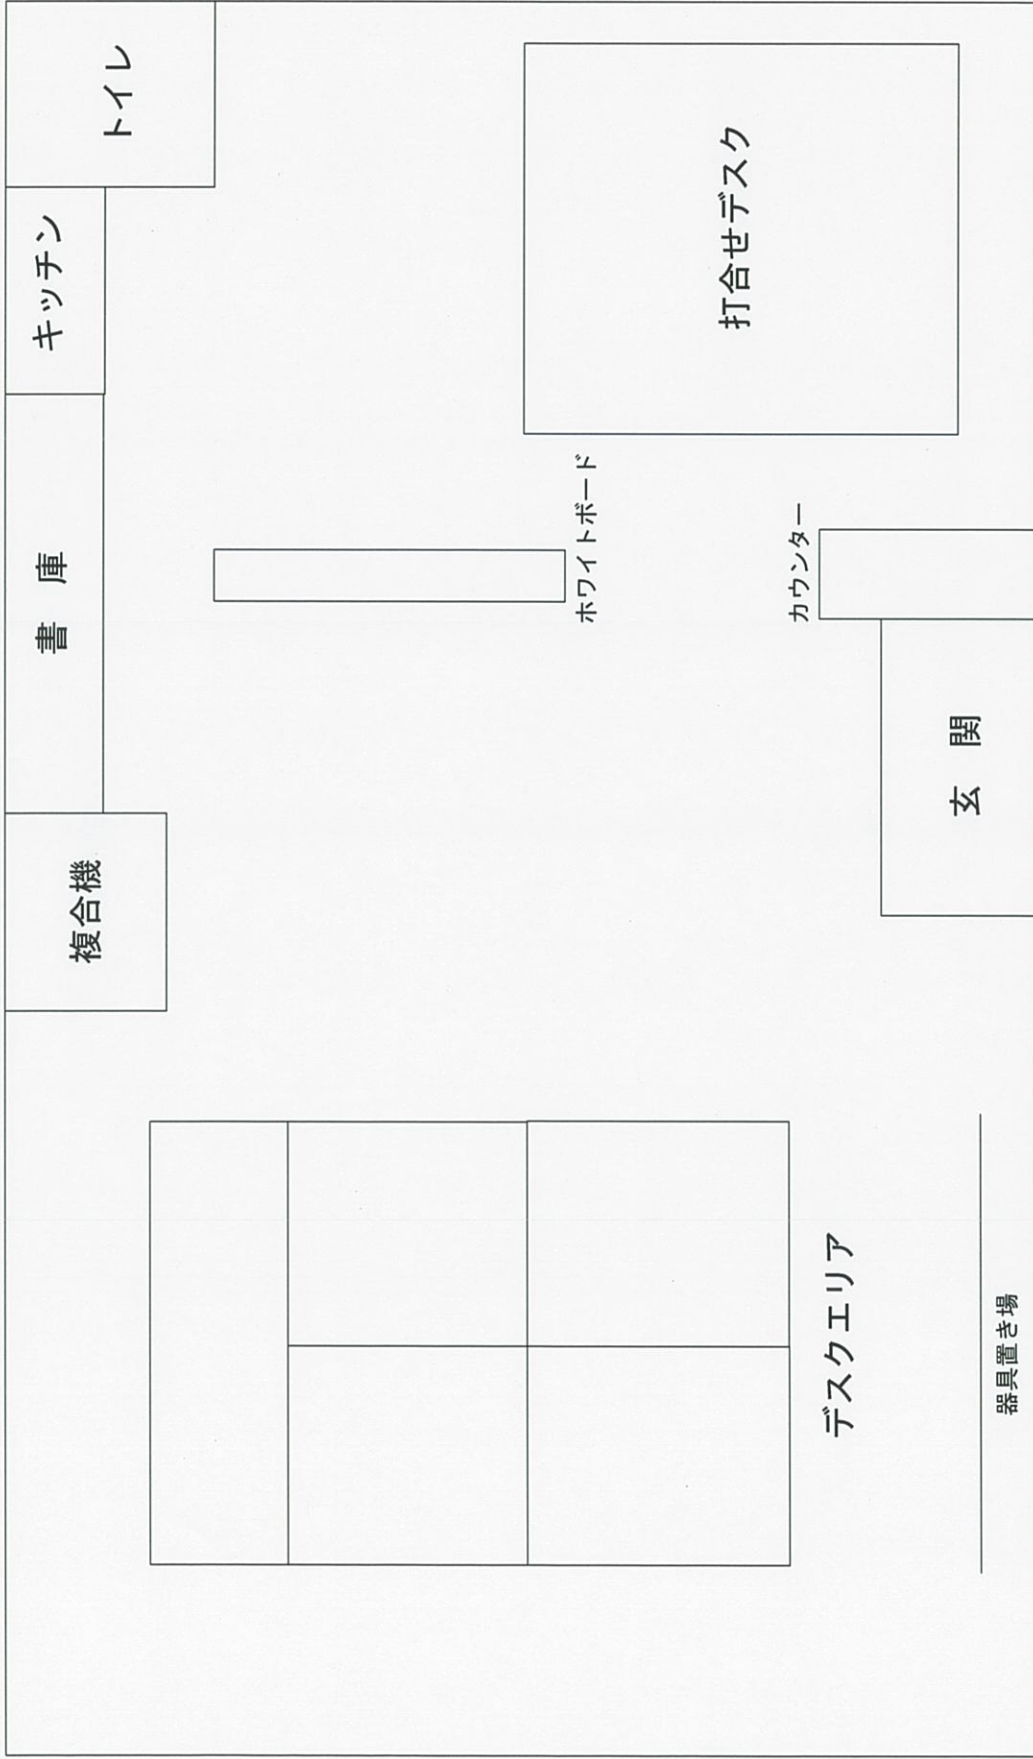 トイレ
キッチン
書 庫
複合機
打合せデスク
ホワイトボード
カウンター
玄 関
デスクエリア
器具置き場